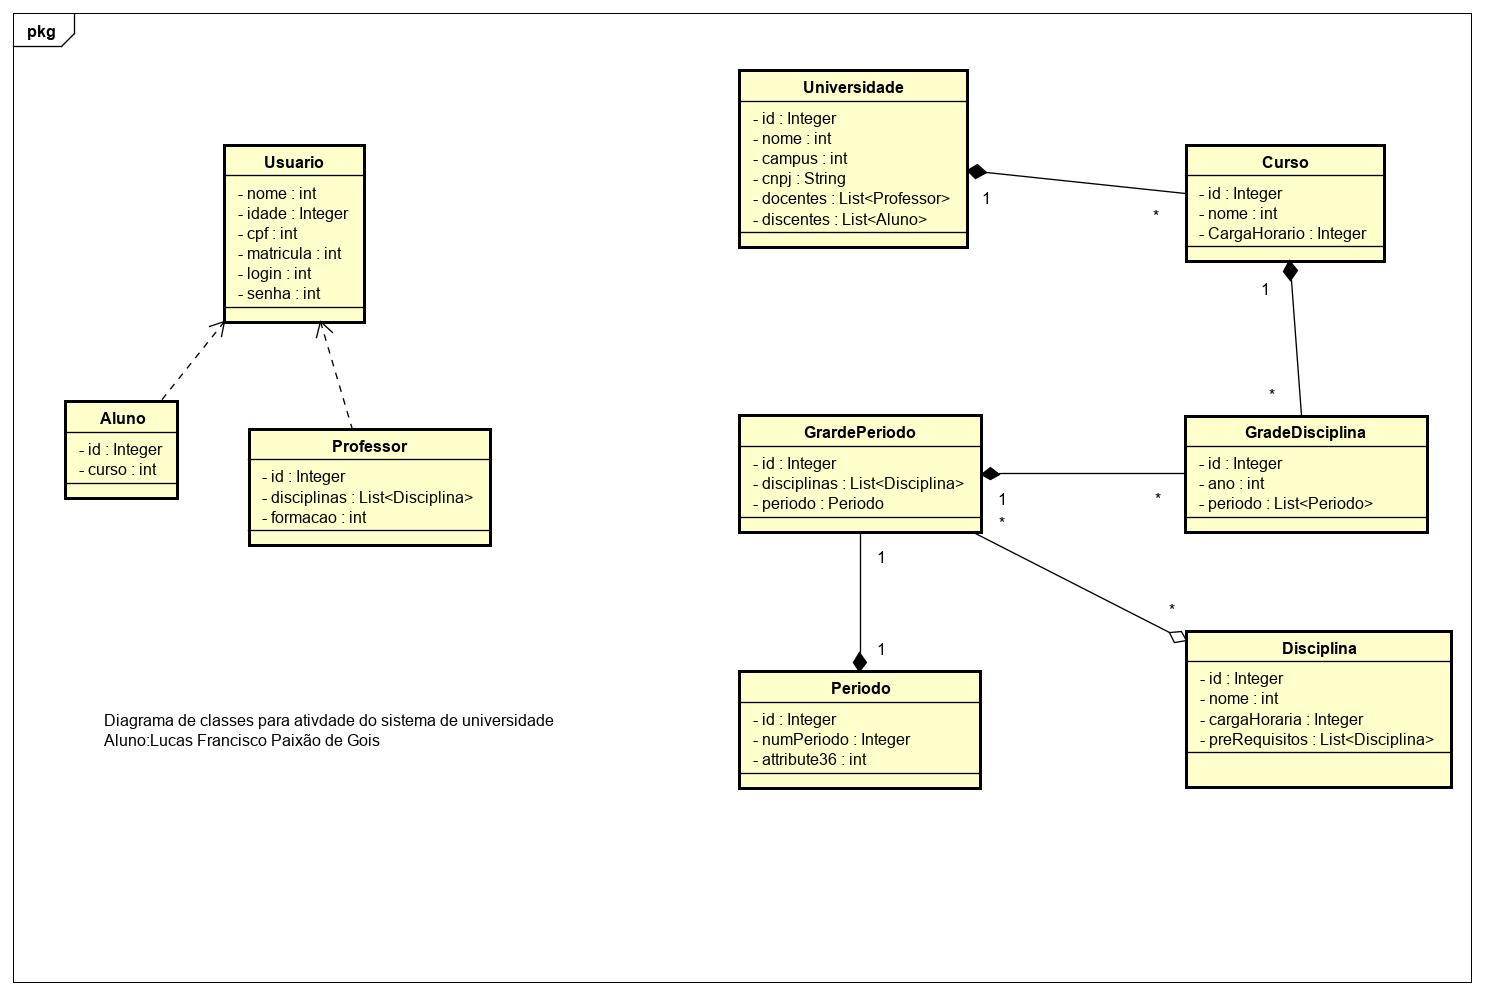 pkg
Universidade
- id : Integer
- nome : int
- campus : int
- cnpj : String
- docentes : List<Professor>
- discentes : List<Aluno>
1
*
Curso
- id : Integer
- nome : int
- CargaHorario : Integer
1
*
Usuario
- nome : int
- idade : Integer
- cpf : int
- matricula : int
- login : int
- senha : int
Aluno
- id : Integer
- curso : int
Professor
- id : Integer
- disciplinas : List<Disciplina>
- formacao : int
GrardePeriodo
- id : Integer
- disciplinas : List<Disciplina>
- periodo : Periodo
1
*
GradeDisciplina
- id : Integer
- ano : int
- periodo : List<Periodo>
*
*
1
1
Disciplina
- id : Integer
- nome : int
- cargaHoraria : Integer
- preRequisitos : List<Disciplina>
Periodo
- id : Integer
- numPeriodo : Integer
- attribute36 : int
Diagrama de classes para ativdade do sistema de universidade
Aluno:Lucas Francisco Paixão de Gois